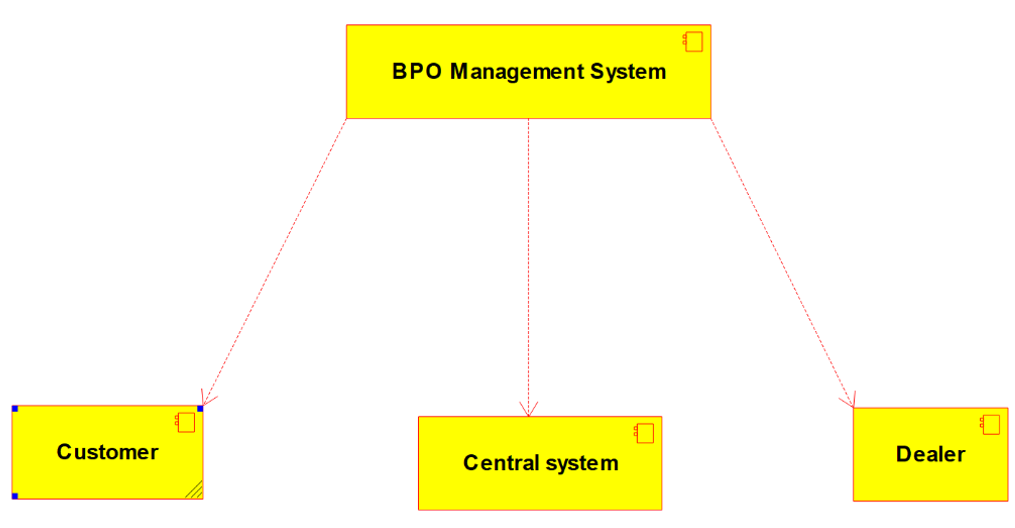 BPO Management System
Customer
Central system
Dealer